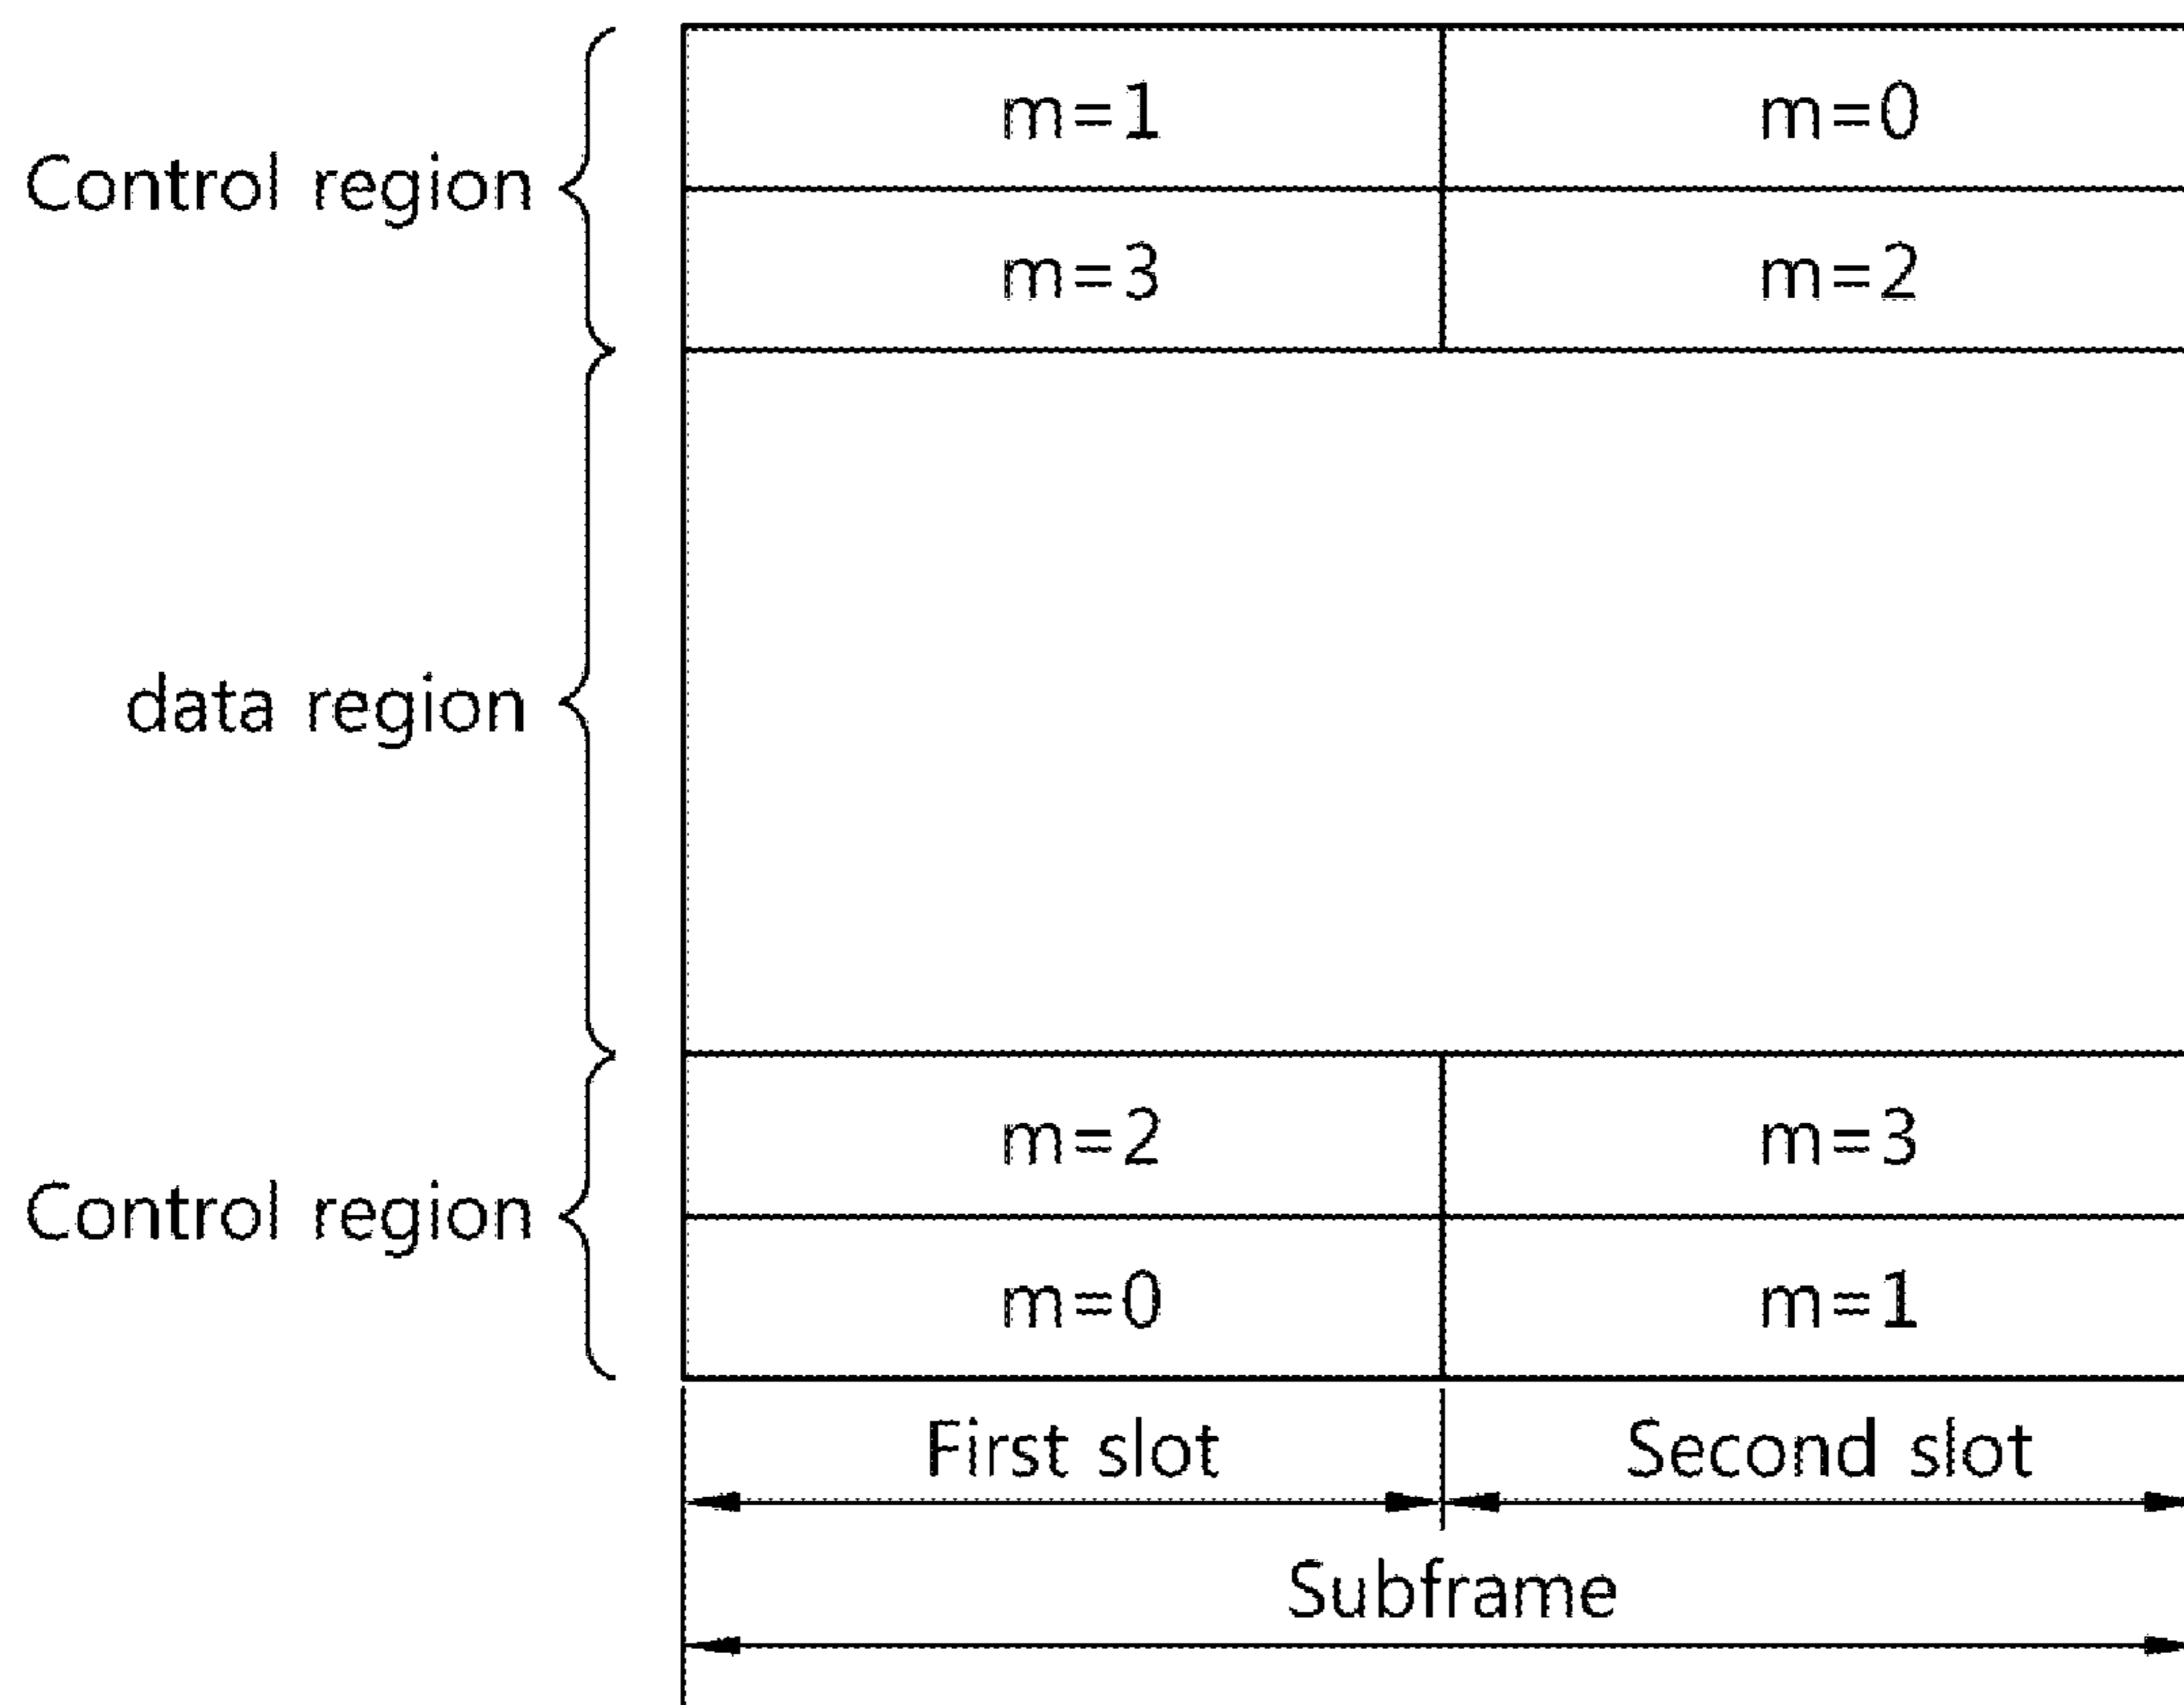 m=1 m=0
Control region
m=3 m=2
data region
m=2 m=3
Control region
m=0 m=1
First slot Second slot
Subframe